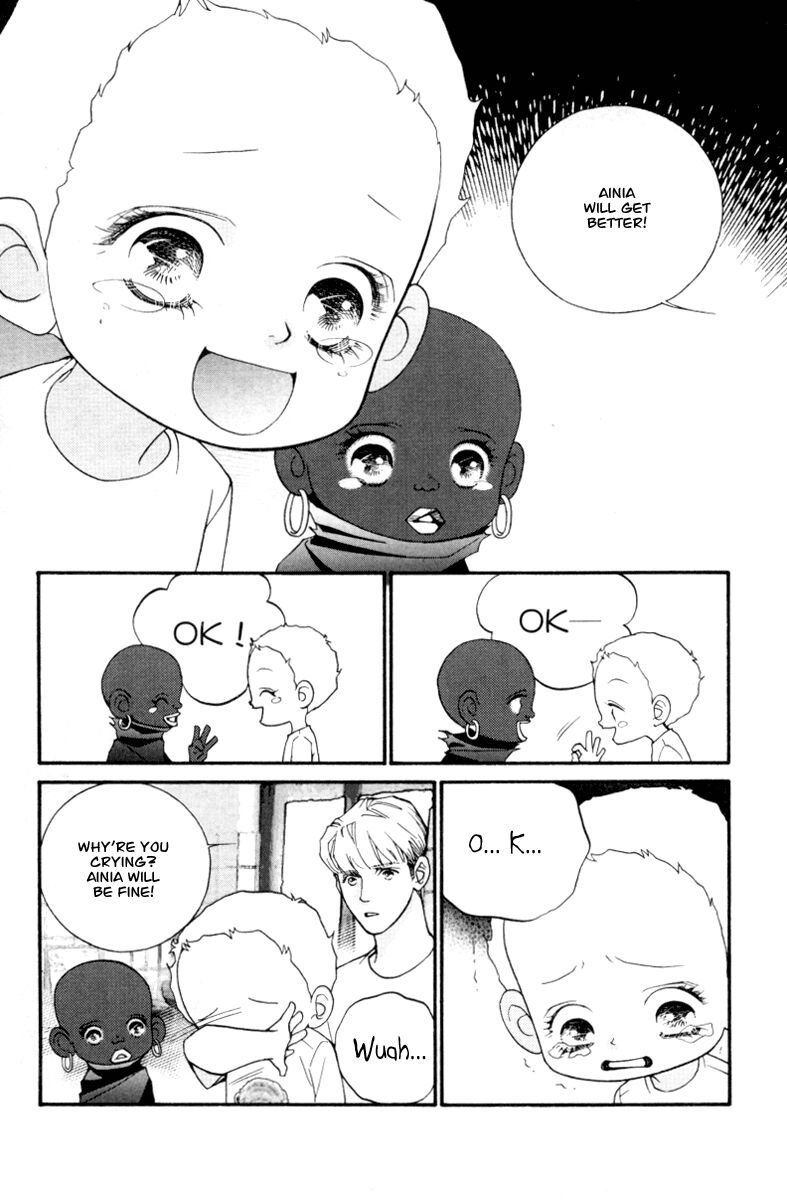 AINIA
WILL GET
BETTER!
OK—
OK!
O... K...
Wuah...
WHY'RE YOU
CRYING?
AINIA WILL
BE FINE!